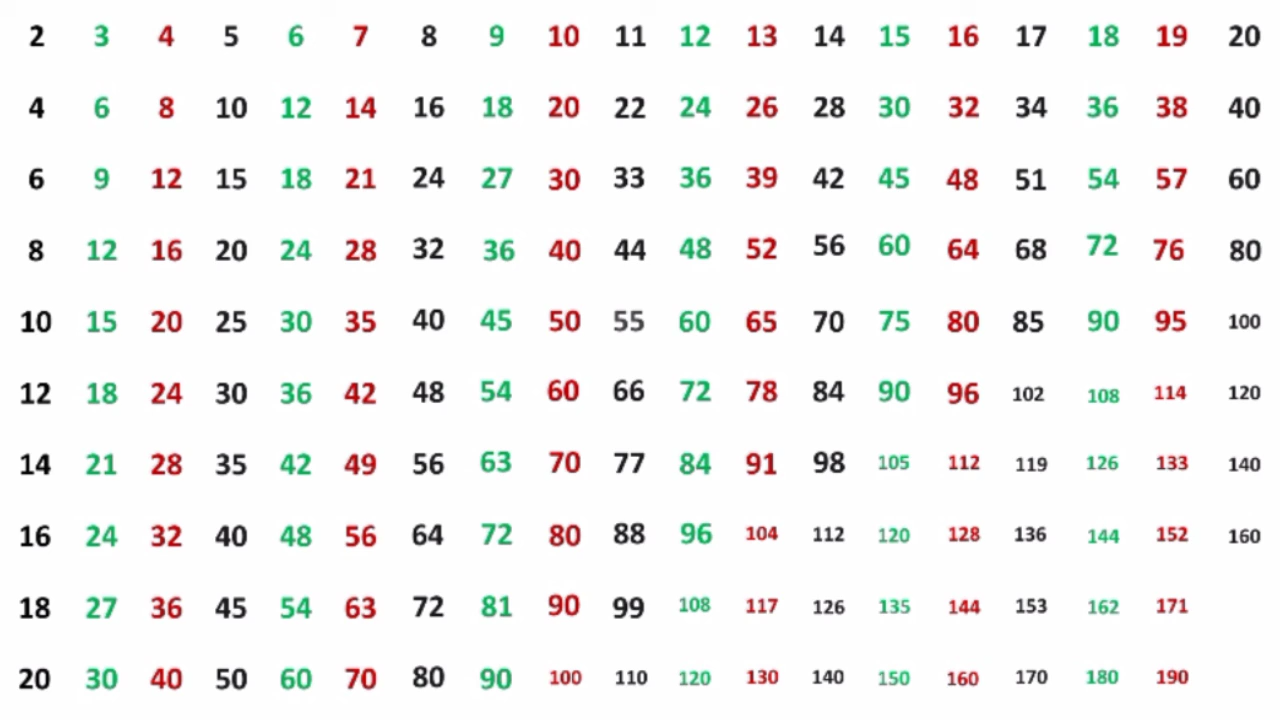 2 3 4 5 6 7 8 9 10 11 12 13 14 15 16 17 18 19 20
4 6 8 10 12 14 16 18 20 22 24 26 28 30 32 34 36 38 40
6 9 12 15 18 21 24 27 30 33 36 39 42 45 48 51 54 57 60
8 12 16 20 24 28 32 36 40 44 48 52 56 60 64 68 72 76 80
10 15 20 25 30 35 40 45 50 55 60 65 70 75 80 85 90 95 100
12 18 24 30 36 42 48 54 60 66 72 78 84 90 96 102 108 114 120
14 21 28 35 42 49 56 63 70 77 84 91 98 105 112 119 126 133 140
16 24 32 40 48 56 64 72 80 88 96 104 112 120 128 136 144 152 160
18 27 36 45 54 63 72 81 90 99 108 117 126 135 144 153 162 171
20 30 40 50 60 70 80 90 100 110 120 130 140 150 160 170 180 190